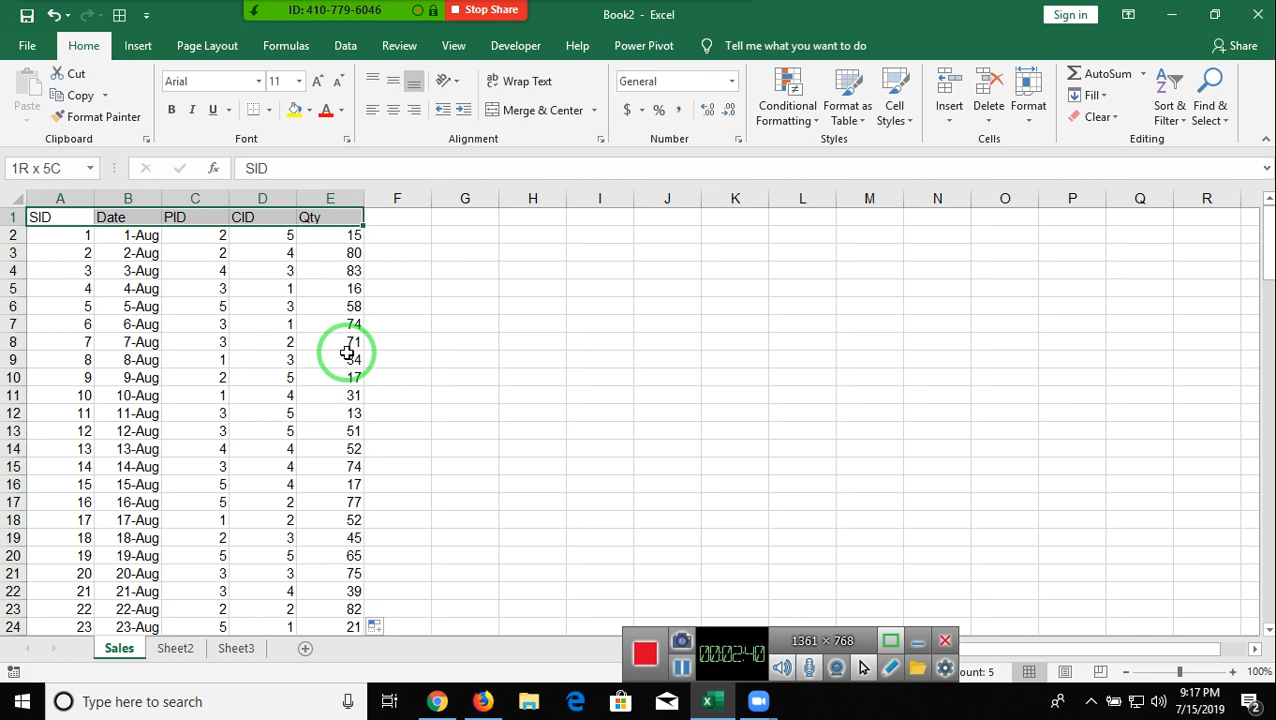 ID: 410-779-6046
Stop Share
Book2 - Excel
Sign in
File
Home
Insert
Page Layout
Formulas
Data
Review
View
Developer
Help
Power Pivot
Tell me what you want to do
Share
Paste
Cut
Copy
Format Painter
Clipboard
Arial
11
B I U
Font
Wrap Text
Merge & Center
Alignment
General
$ % ,
Number
Conditional Formatting
Format as Table
Cell Styles
Styles
Insert
Delete
Format
Cells
AutoSum
Fill
Clear
Sort & Filter
Find & Select
Editing
1R x 5C
fx
SID
A B C D E F G H I J K L M N O P Q R
1 SID Date PID CID Qty
2 1 1-Aug 2 5 15
3 2 2-Aug 2 4 80
4 3 3-Aug 4 3 83
5 4 4-Aug 3 1 16
6 5 5-Aug 5 3 58
7 6 6-Aug 3 1 74
8 7 7-Aug 3 2 71
9 8 8-Aug 1 3 34
10 9 9-Aug 2 5 17
11 10 10-Aug 1 4 31
12 11 11-Aug 3 5 13
13 12 12-Aug 3 5 51
14 13 13-Aug 4 4 52
15 14 14-Aug 3 4 74
16 15 15-Aug 5 4 17
17 16 16-Aug 5 2 77
18 17 17-Aug 1 2 52
19 18 18-Aug 2 3 45
20 19 19-Aug 5 5 65
21 20 20-Aug 3 3 75
22 21 21-Aug 3 4 39
23 22 22-Aug 2 2 82
24 23 23-Aug 5 1 21
Sales
Sheet2
Sheet3
00:02:40
1361 × 768
unt: 5
100%
Type here to search
9:17 PM
7/15/2019
2